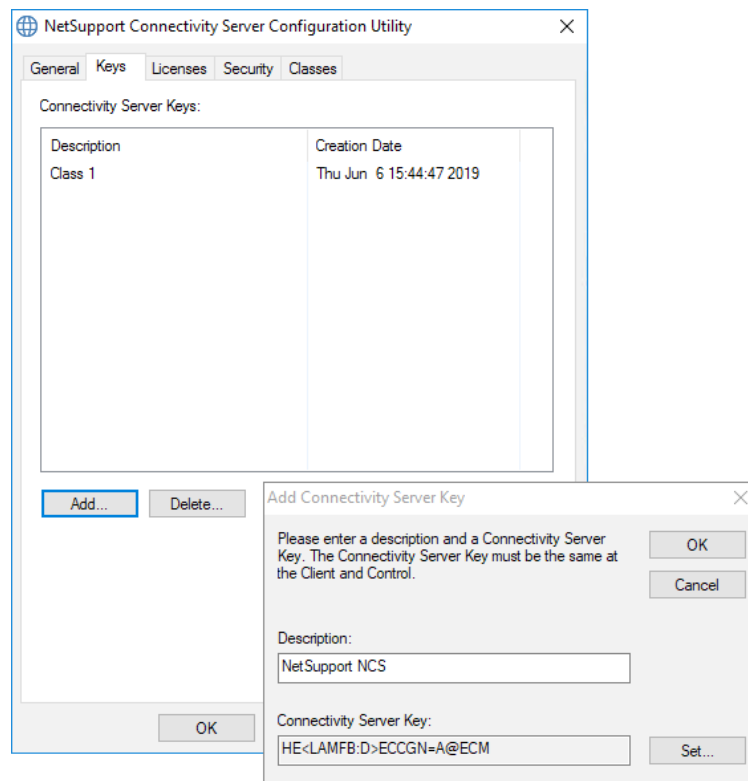 NetSupport Connectivity Server Configuration Utility
General Keys Licenses Security Classes
Connectivity Server Keys:
Description Creation Date
Class 1 Thu Jun 6 15:44:47 2019
Add... Delete...
OK
Add Connectivity Server Key
Please enter a description and a Connectivity Server
Key. The Connectivity Server Key must be the same at
the Client and Control.
OK
Cancel
Description:
NetSupport NCS
Connectivity Server Key:
HE<LAMFB:D>ECCGN=A@ECM
Set...